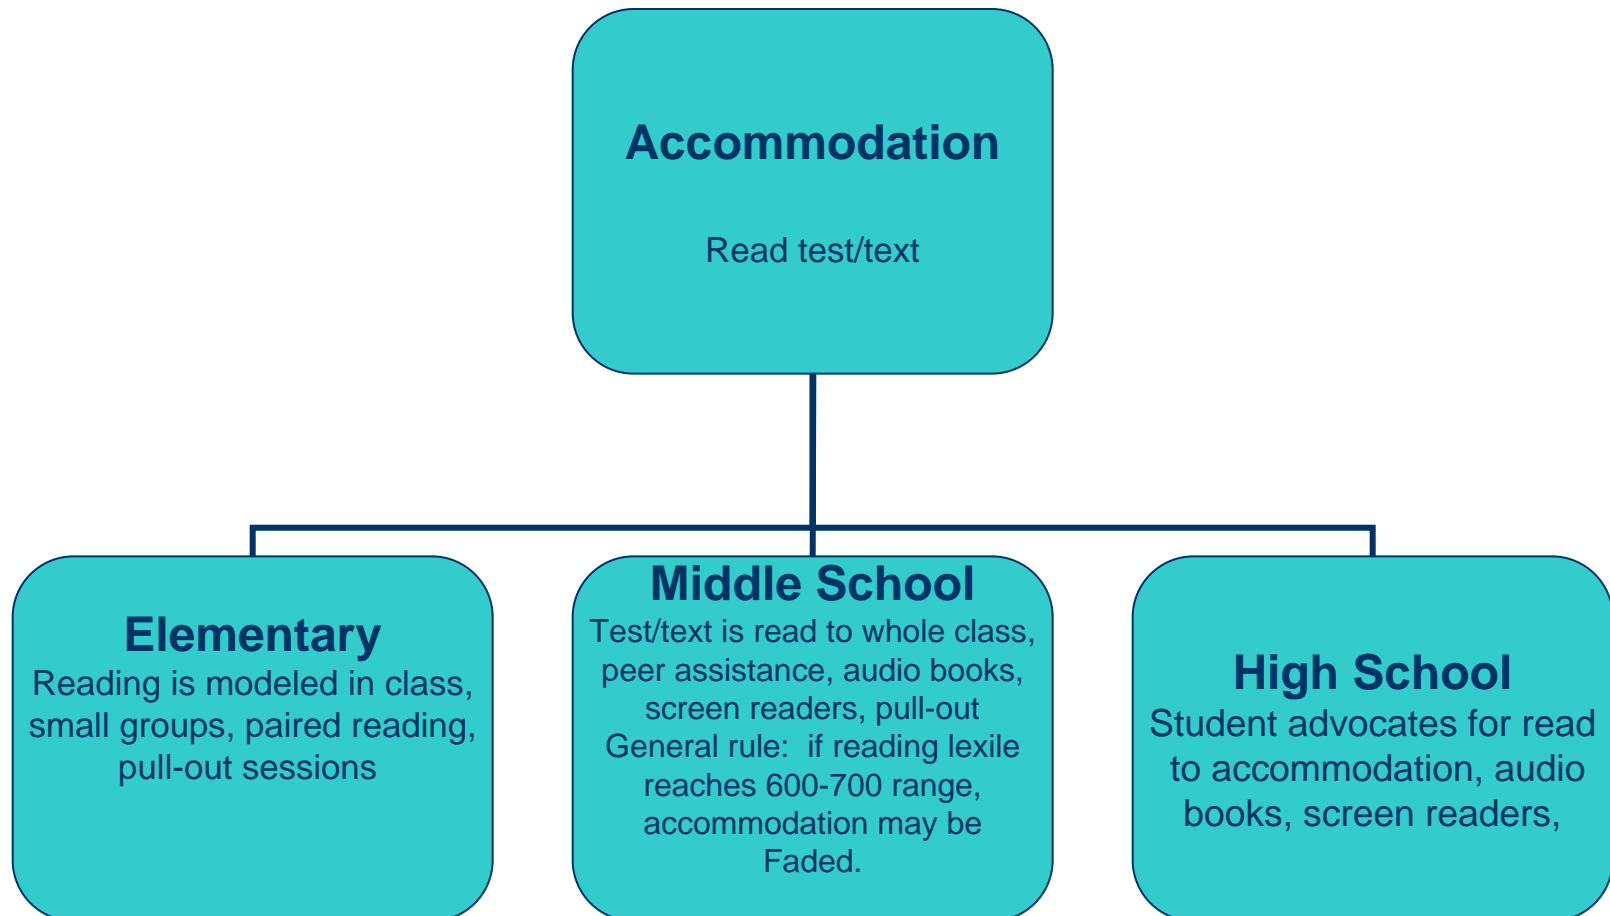 Accommodation
Read test/text
Elementary
Reading is modeled in class,
small groups, paired reading,
pull-out sessions
Middle School
Test/text is read to whole class,
peer assistance, audio books,
screen readers, pull-out
General rule:  if reading lexile
reaches 600-700 range,
accommodation may be
Faded.
High School
Student advocates for read
to accommodation, audio
books, screen readers,